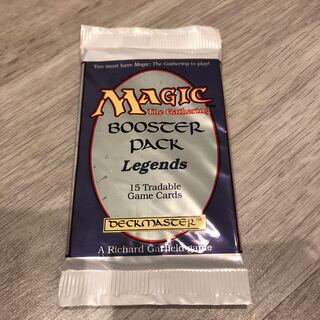 You must have Magic: The Gathering to play!
MAGIC
The Gathering
BOOSTER
PACK
Legends
15 Tradable
Game Cards
DECKMASTER™
A Richard Garfield game